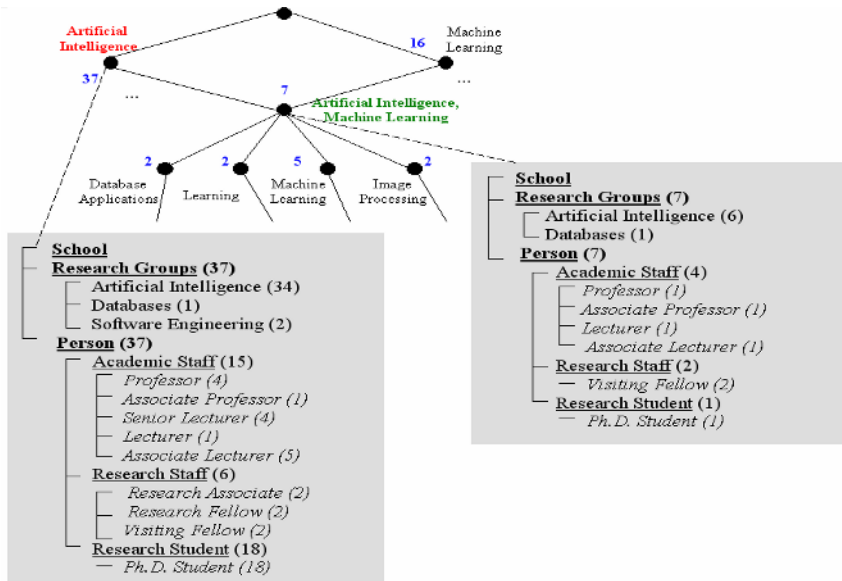 Artificial
Intelligence
37
...
16
Machine
Learning
...
7
Artificial Intelligence,
Machine Learning
2
2
5
2
Database
Applications
Learning
Machine
Learning
Image
Processing
School
Research Groups (37)
Artificial Intelligence (34)
Databases (1)
Software Engineering (2)
Person (37)
Academic Staff (15)
Professor (4)
Associate Professor (1)
Senior Lecturer (4)
Lecturer (1)
Associate Lecturer (5)
Research Staff (6)
Research Associate (2)
Research Fellow (2)
Visiting Fellow (2)
Research Student (18)
Ph.D. Student (18)
School
Research Groups (7)
Artificial Intelligence (6)
Databases (1)
Person (7)
Academic Staff (4)
Professor (1)
Associate Professor (1)
Lecturer (1)
Associate Lecturer (1)
Research Staff (2)
Visiting Fellow (2)
Research Student (1)
Ph.D. Student (1)